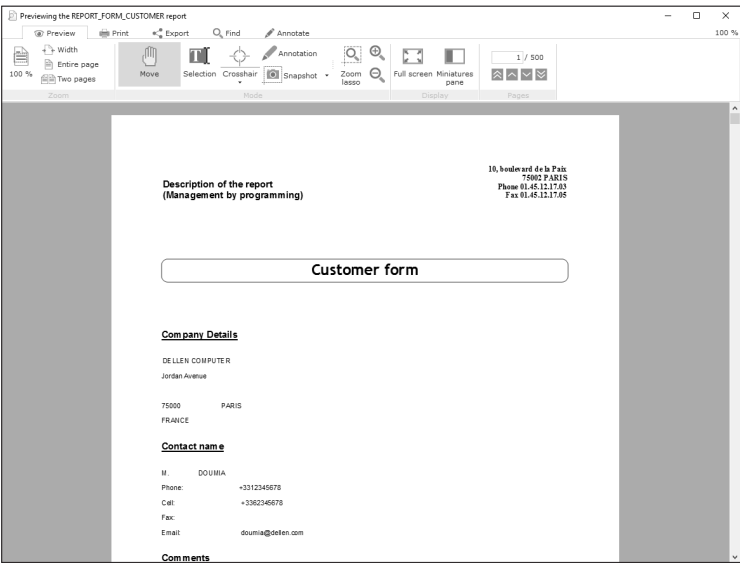 Previewing the REPORT_FORM_CUSTOMER report
Preview Print Export Find Annotate 100 %
100 % Width
Entire page
Two pages
Move Selection Crosshair Annotation
Snapshot
Zoom lasso
Full screen Miniatures pane
1 / 500
Zoom Mode Display Pages
10, boulevard de la Paix
75002 PARIS
Phone 01.45.12.17.03
Fax 01.45.12.17.05
Description of the report
(Management by programming)
Customer form
Company Details
DELLEN COMPUTER
Jordan Avenue
75000 PARIS
FRANCE
Contact name
M. DOUMIA
Phone: +3312345678
Cell: +3362345678
Fax:
Email: doumia@dellen.com
Comments